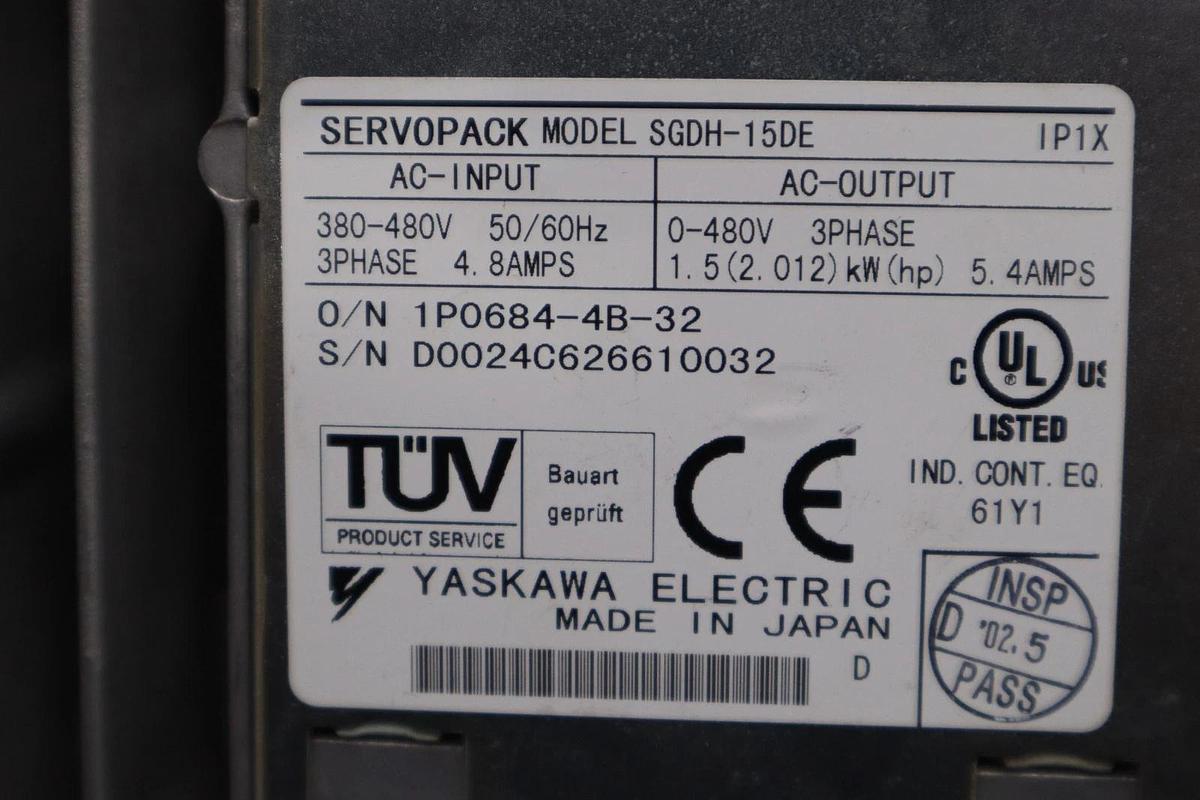 SERVOPACK MODEL SGDH-15DE IP1X
AC-INPUT AC-OUTPUT
380-480V 50/60Hz 0-480V 3PHASE
3PHASE 4.8AMPS 1.5(2.012)kW(hp) 5.4AMPS
O/N 1P0684-4B-32
S/N D0024C626610032
C UL® US
LISTED
IND. CONT. EQ.
61Y1
TÜV
PRODUCT SERVICE
Bauart
geprüft
CE
YASKAWA ELECTRIC
MADE IN JAPAN
D
INSP
D '02.5
PASS